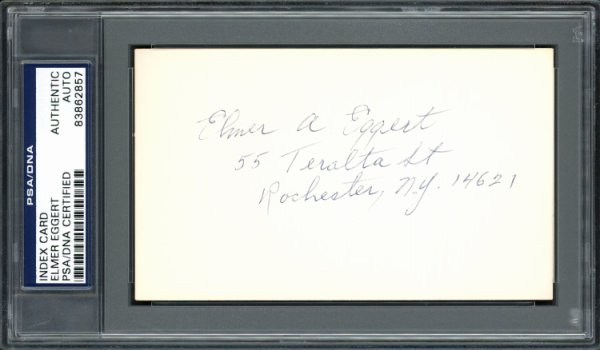 PSA/DNA
INDEX CARD
ELMER EGGERT
PSA/DNA CERTIFIED
AUTHENTIC
AUTO
83862857
Elmer A Eggert
55 Teralta St
Rochester, N.Y. 14621